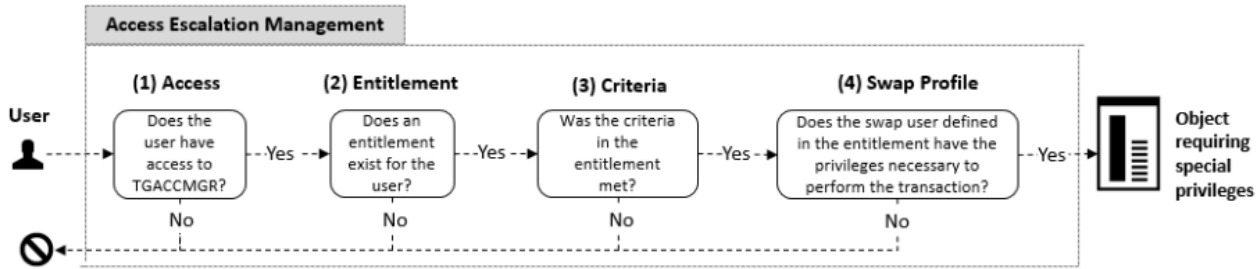 Access Escalation Management
(1) Access
(2) Entitlement
(3) Criteria
(4) Swap Profile
User
Does the
user have
access to
TGACCMGR?
Yes
Does an
entitlement
exist for the
user?
Yes
Was the criteria
in the
entitlement
met?
Yes
Does the swap user defined
in the entitlement have the
privileges necessary to
perform the transaction?
Yes
Object
requiring
special
privileges
No
No
No
No